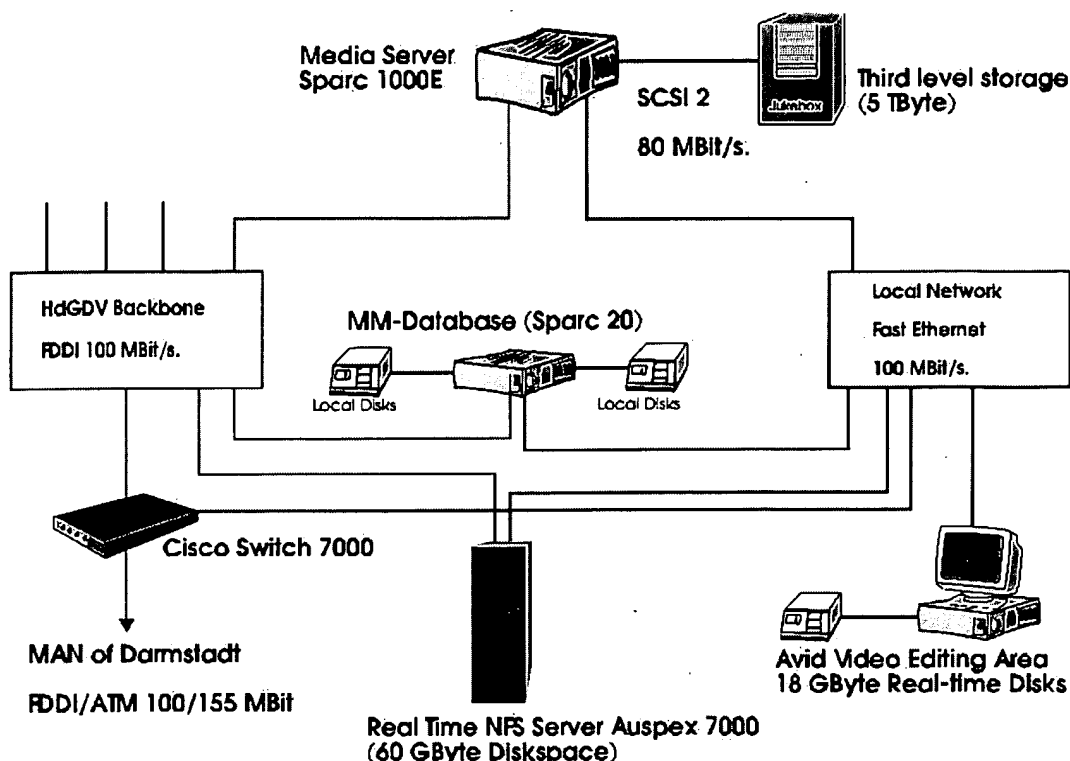 Media Server
Sparc 1000E
SCSI 2
80 MBit/s.
Jukebox
Third level storage
(5 TByte)
HdGDV Backbone
FDDI 100 MBit/s.
MM-Database (Sparc 20)
Local Disks
Local Disks
Local Network
Fast Ethernet
100 MBit/s.
Cisco Switch 7000
MAN of Darmstadt
FDDI/ATM 100/155 MBit
Real Time NFS Server Auspex 7000
(60 GByte Diskspace)
Avid Video Editing Area
18 GByte Real-time Disks